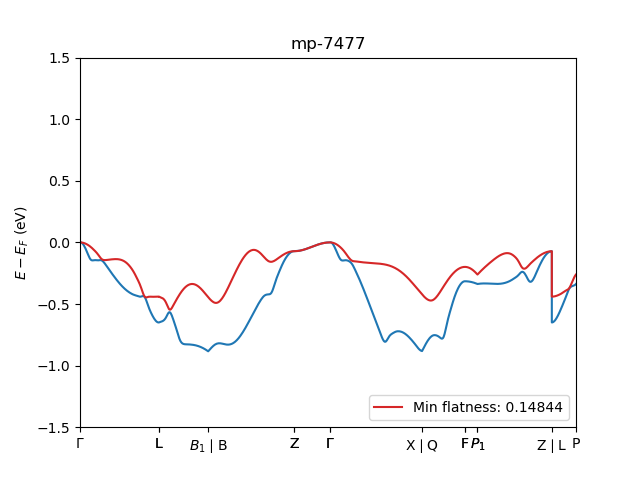 mp-7477
1.5
1.0
0.5
0.0
−0.5
−1.0
−1.5
E − E_F (eV)
Γ L B₁ | B Z Γ X | Q F P₁ Z | L P
Min flatness: 0.14844